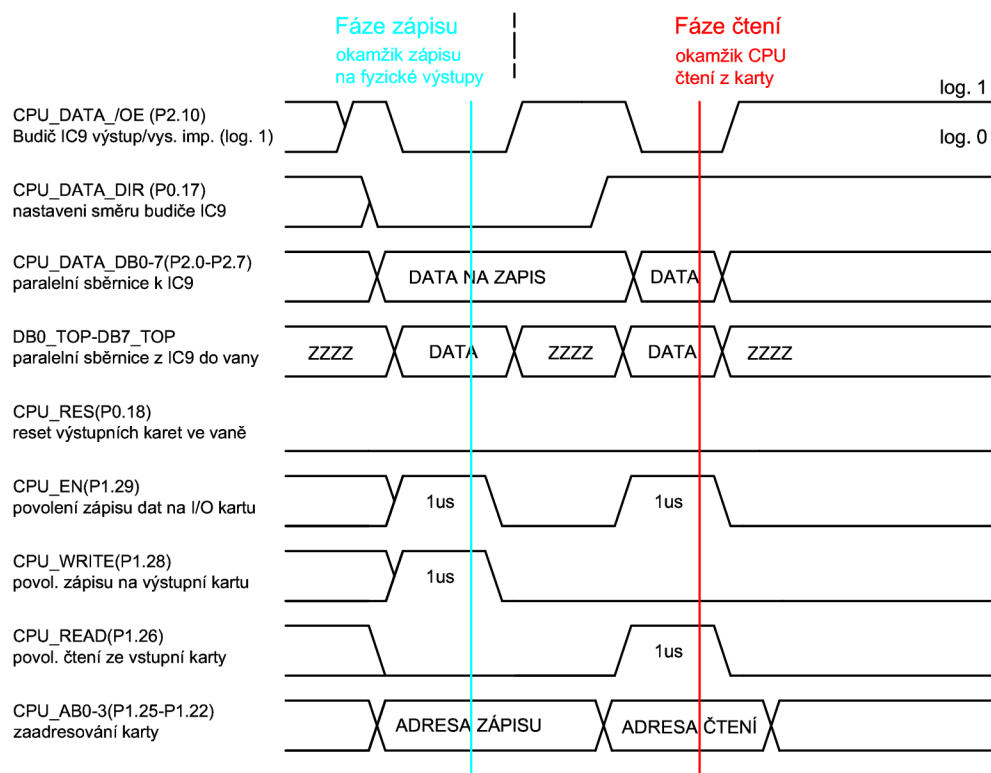 Fáze zápisu
okamžik zápisu
na fyzické výstupy
Fáze čtení
okamžik CPU
čtení z karty
log. 1
log. 0
CPU_DATA_/OE (P2.10)
Budič IC9 výstup/vys. imp. (log. 1)
CPU_DATA_DIR (P0.17)
nastaveni směru budiče IC9
CPU_DATA_DB0-7(P2.0-P2.7)
paralelní sběrnice k IC9
DATA NA ZAPIS
DATA
DB0_TOP-DB7_TOP
paralelní sběrnice z IC9 do vany
ZZZZ
DATA
ZZZZ
DATA
ZZZZ
CPU_RES(P0.18)
reset výstupních karet ve vaně
CPU_EN(P1.29)
povolení zápisu dat na I/O kartu
1us
1us
CPU_WRITE(P1.28)
povol. zápisu na výstupní kartu
1us
CPU_READ(P1.26)
povol. čtení ze vstupní karty
1us
CPU_AB0-3(P1.25-P1.22)
zaadresování karty
ADRESA ZÁPISU
ADRESA ČTENÍ